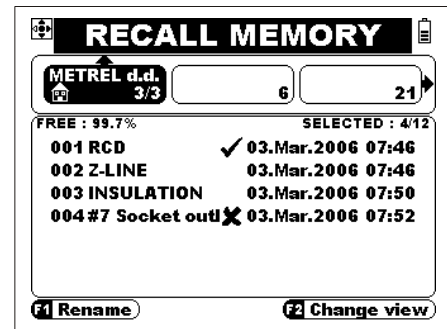 RECALL MEMORY
METREL d.d.
3/3
6
21
FREE : 99.7%
SELECTED : 4/12
001 RCD 03.Mar.2006 07:46
002 Z-LINE 03.Mar.2006 07:46
003 INSULATION 03.Mar.2006 07:50
004 #7 Socket outl 03.Mar.2006 07:52
F1 Rename
F2 Change view